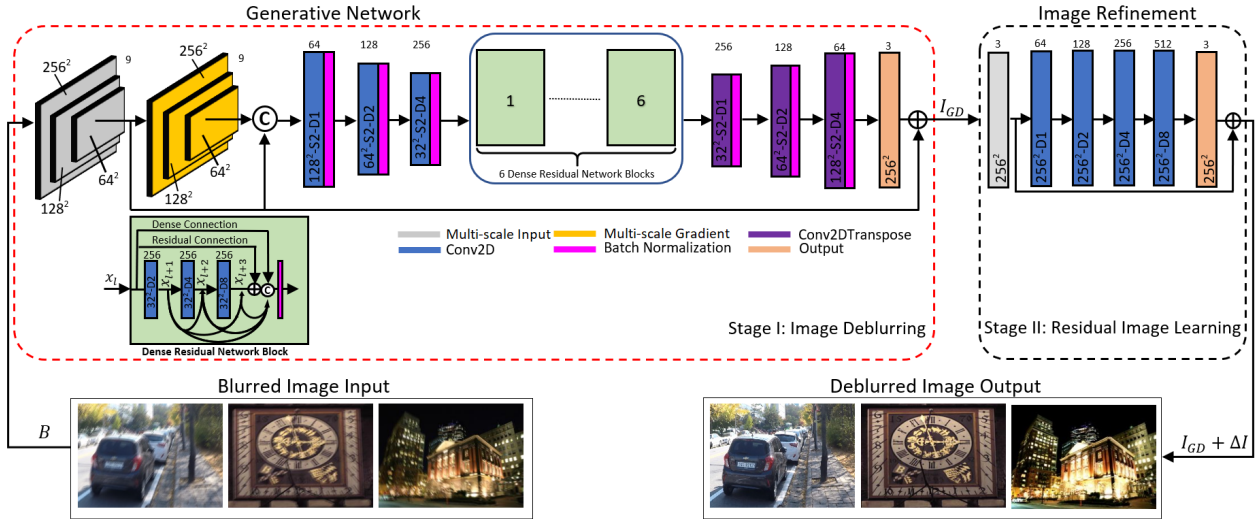 Generative Network
Image Refinement
256²
9
256²
9
64
128
256
256
128
64
3
3
64
128
256
512
3
64²
128²
64²
128²
C
128²-S2-D1
64²-S2-D2
32²-S2-D4
1
6
6 Dense Residual Network Blocks
32²-S2-D1
64²-S2-D2
128²-S2-D4
256²
I_GD
256²
256²-D1
256²-D2
256²-D4
256²-D8
256²
Dense Connection
Residual Connection
256
256
256
x_l
32²-D2
x_{l+1}
32²-D4
x_{l+2}
32²-D8
x_{l+3}
C
Dense Residual Network Block
Multi-scale Input
Multi-scale Gradient
Conv2DTranspose
Conv2D
Batch Normalization
Output
Stage I: Image Deblurring
Stage II: Residual Image Learning
Blurred Image Input
Deblurred Image Output
B
I_GD + ΔI